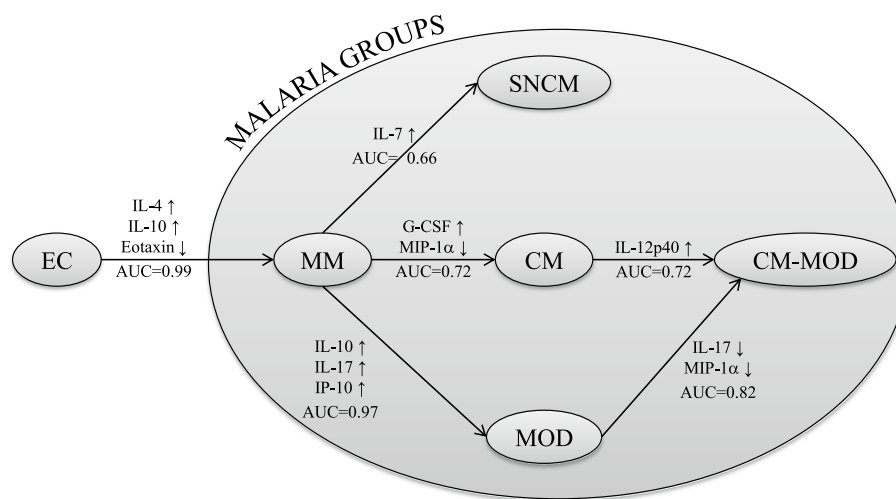 MALARIA GROUPS
SNCM
IL-7 ↑
AUC= 0.66
IL-4 ↑
IL-10 ↑
Eotaxin ↓
AUC=0.99
EC
MM
G-CSF ↑
MIP-1α ↓
AUC=0.72
CM
IL-12p40 ↑
AUC=0.72
CM-MOD
IL-10 ↑
IL-17 ↑
IP-10 ↑
AUC=0.97
IL-17 ↓
MIP-1α ↓
AUC=0.82
MOD